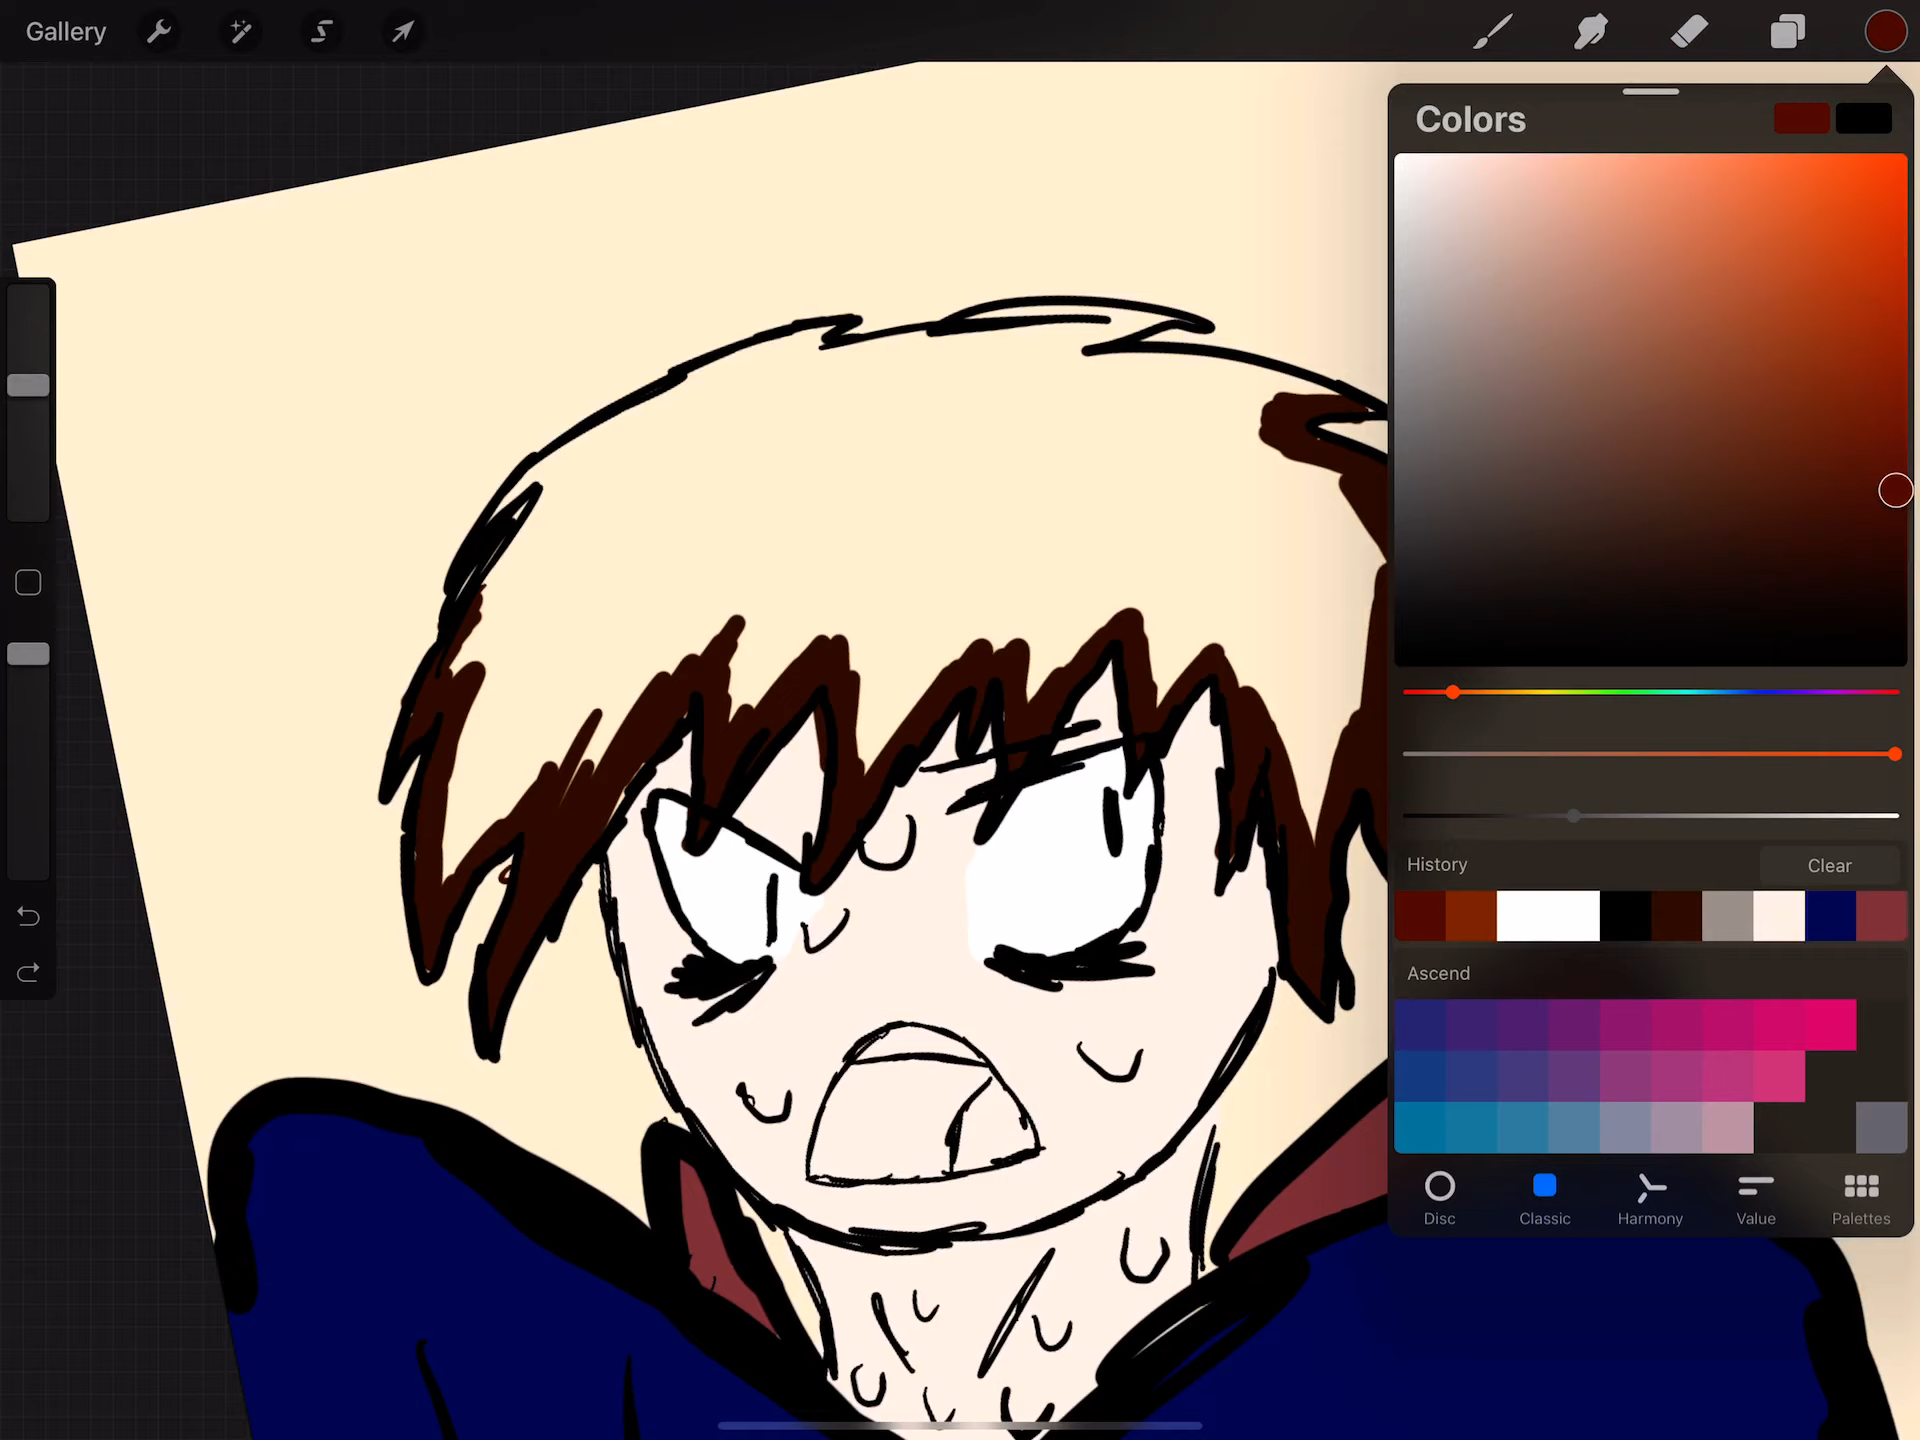 Gallery
Colors
History
Clear
Ascend
Disc
Classic
Harmony
Value
Palettes